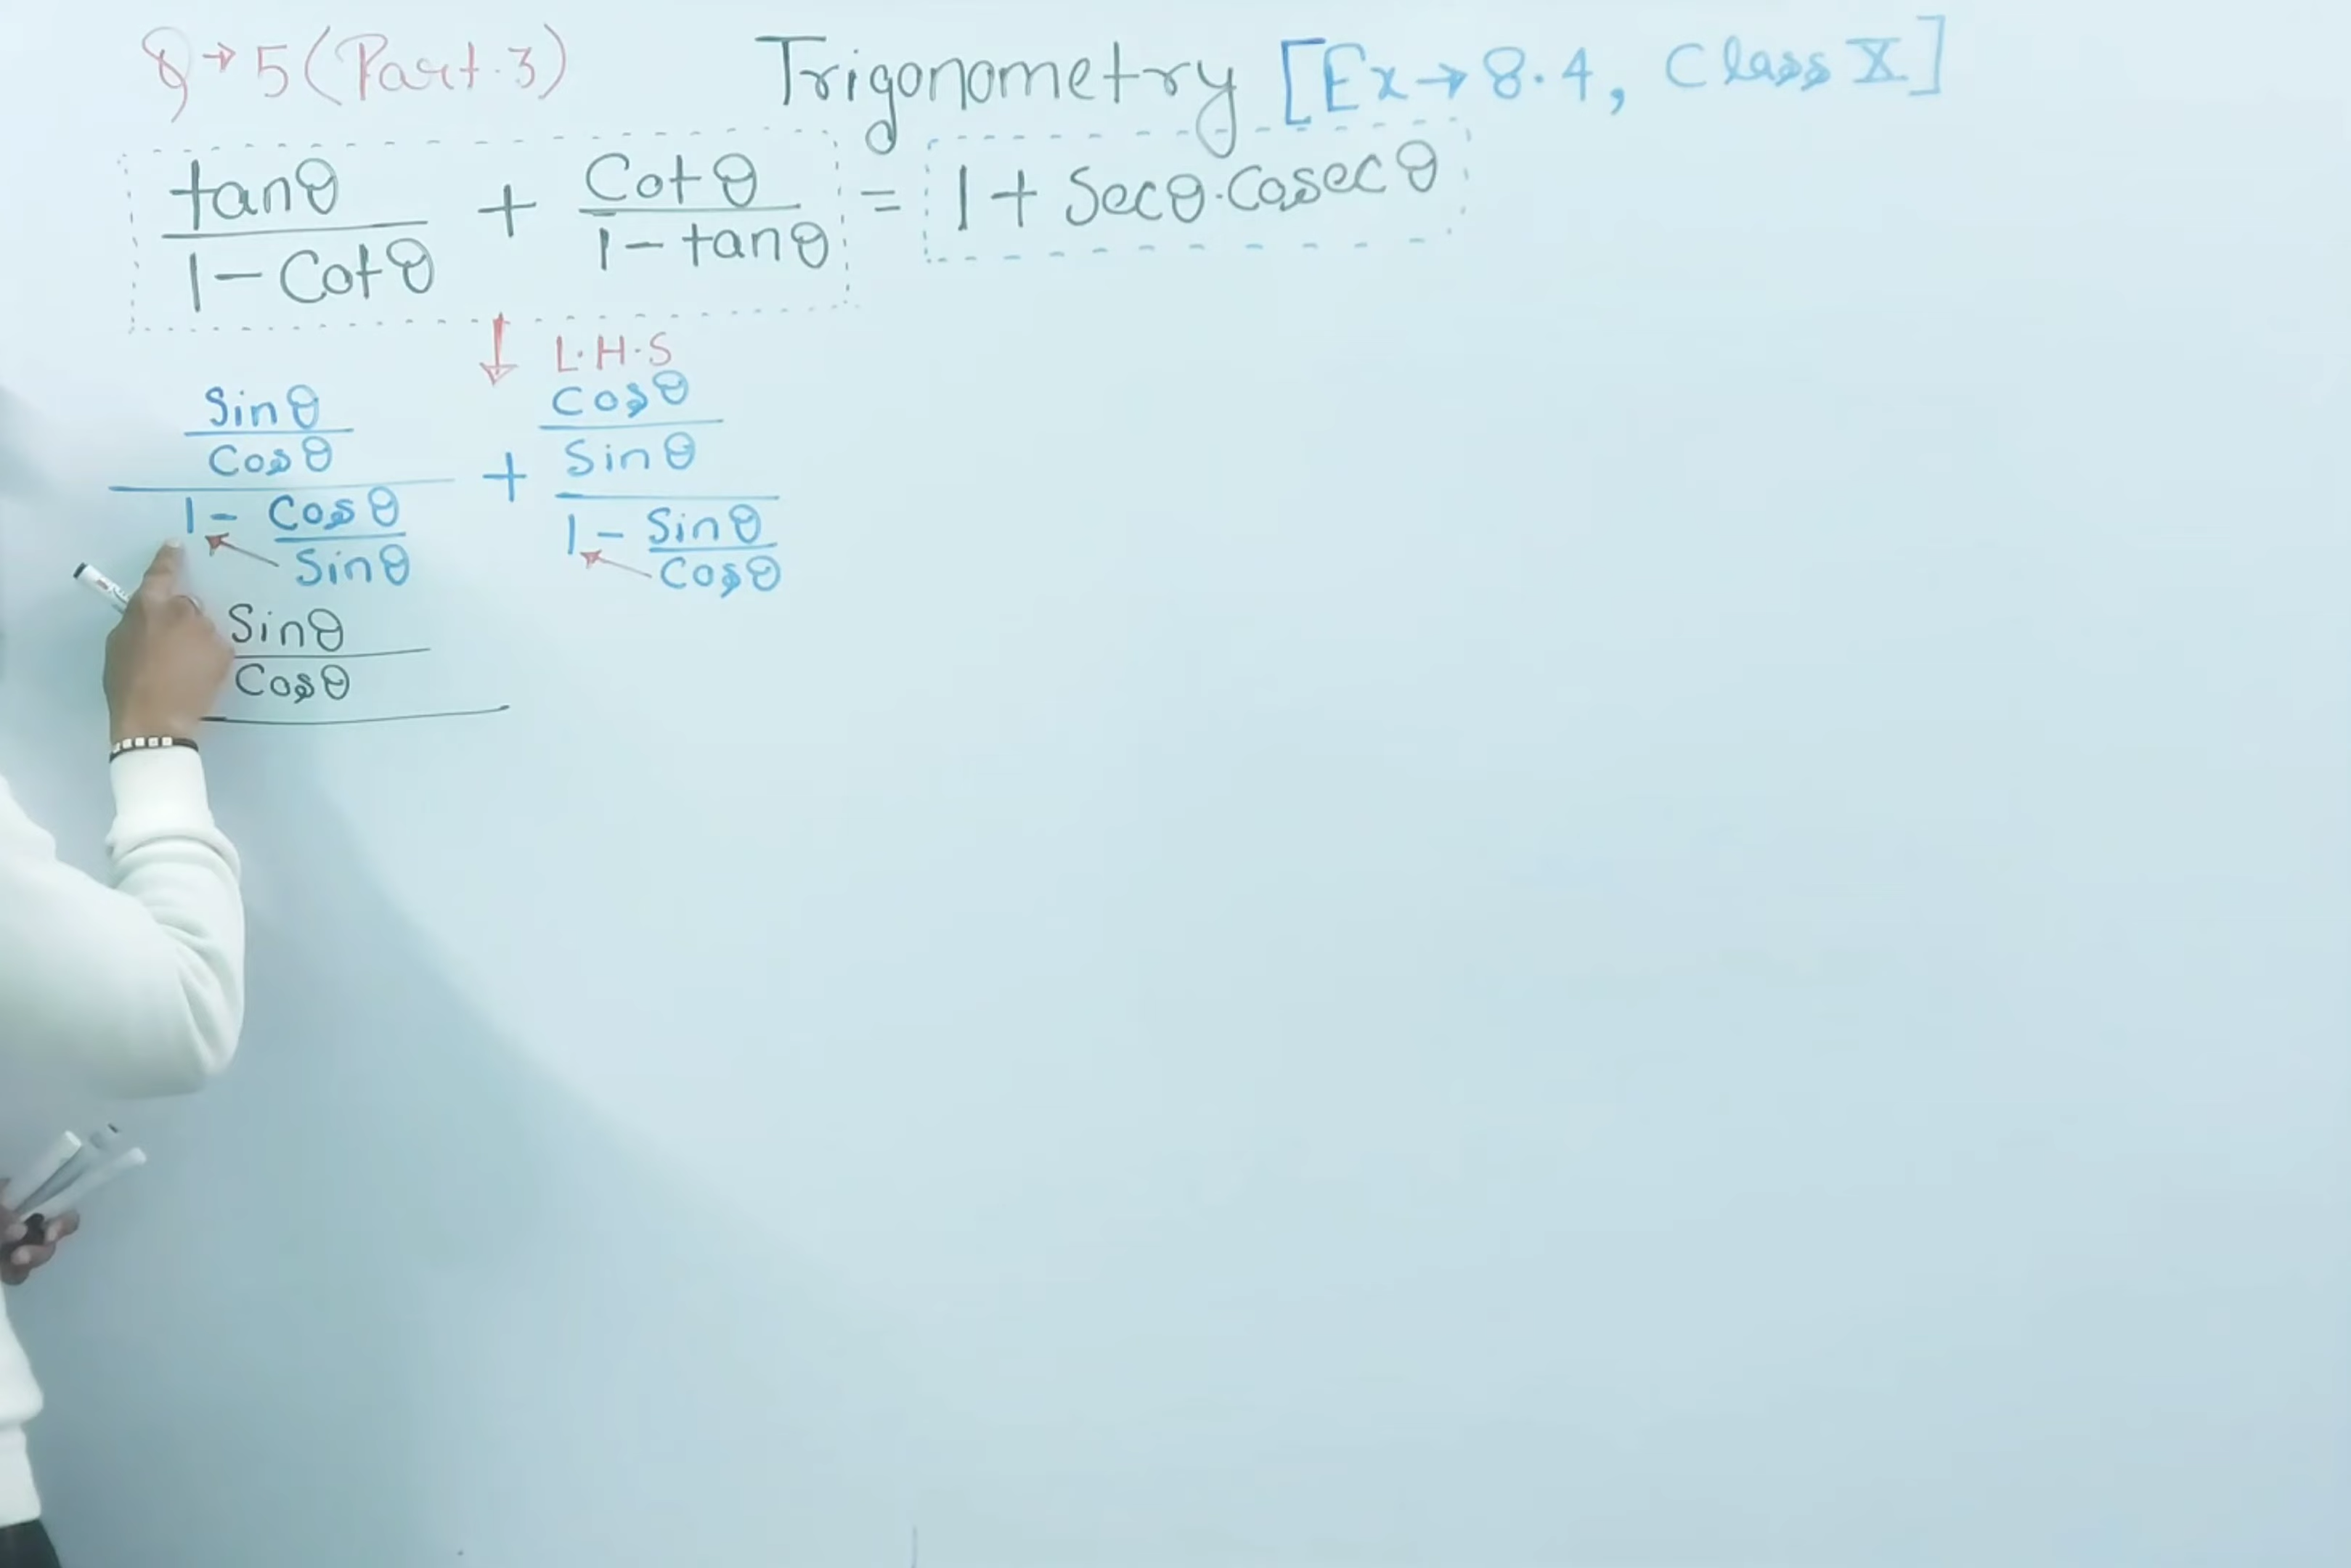 Q→5(Part.3) Trigonometry [Ex→8.4, Class X]
tanθ/1-Cotθ + Cotθ/1-tanθ = 1+Secθ.Cosecθ
↓ L.H.S
Sinθ/Cosθ/1-Cosθ/Sinθ + Cosθ/Sinθ/1-Sinθ/Cosθ
Sinθ/Cosθ